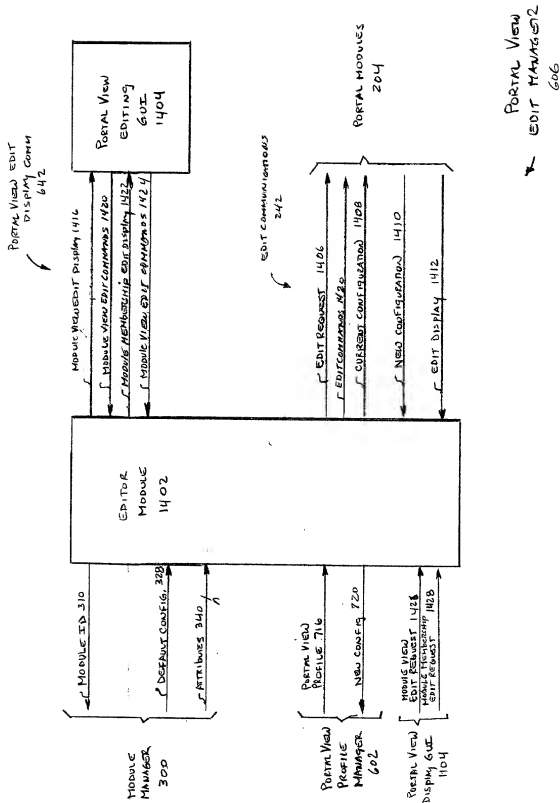 PORTAL VIEW EDIT
DISPLAY COMM
642
MODULE VIEW EDIT DISPLAY 1416
MODULE VIEW EDIT COMMANDS 1420
MODULE MEMBERSHIP EDIT DISPLAY 1422
MODULE VIEW EDIT COMMANDS 1424
PORTAL VIEW
EDITING
GUI
1404
EDIT COMMUNICATIONS
242
EDIT REQUEST 1406
EDIT COMMANDS 1420
CURRENT CONFIGURATION 1408
NEW CONFIGURATION 1410
EDIT DISPLAY 1412
PORTAL MODULES
204
EDITOR
MODULE
1402
MODULE ID 310
DEFAULT CONFIG. 328
ATTRIBUTES 340
MODULE
MANAGER
300
PORTAL VIEW
PROFILE 716
NEW CONFIG 720
PORTAL VIEW
PROFILE
MANAGER
602
MODULE VIEW
EDIT REQUEST
MODULE MEMBERSHIP
EDIT REQUEST 1428
PORTAL VIEW
DISPLAY GUI
1104
PORTAL VIEW
EDIT MANAGER
606